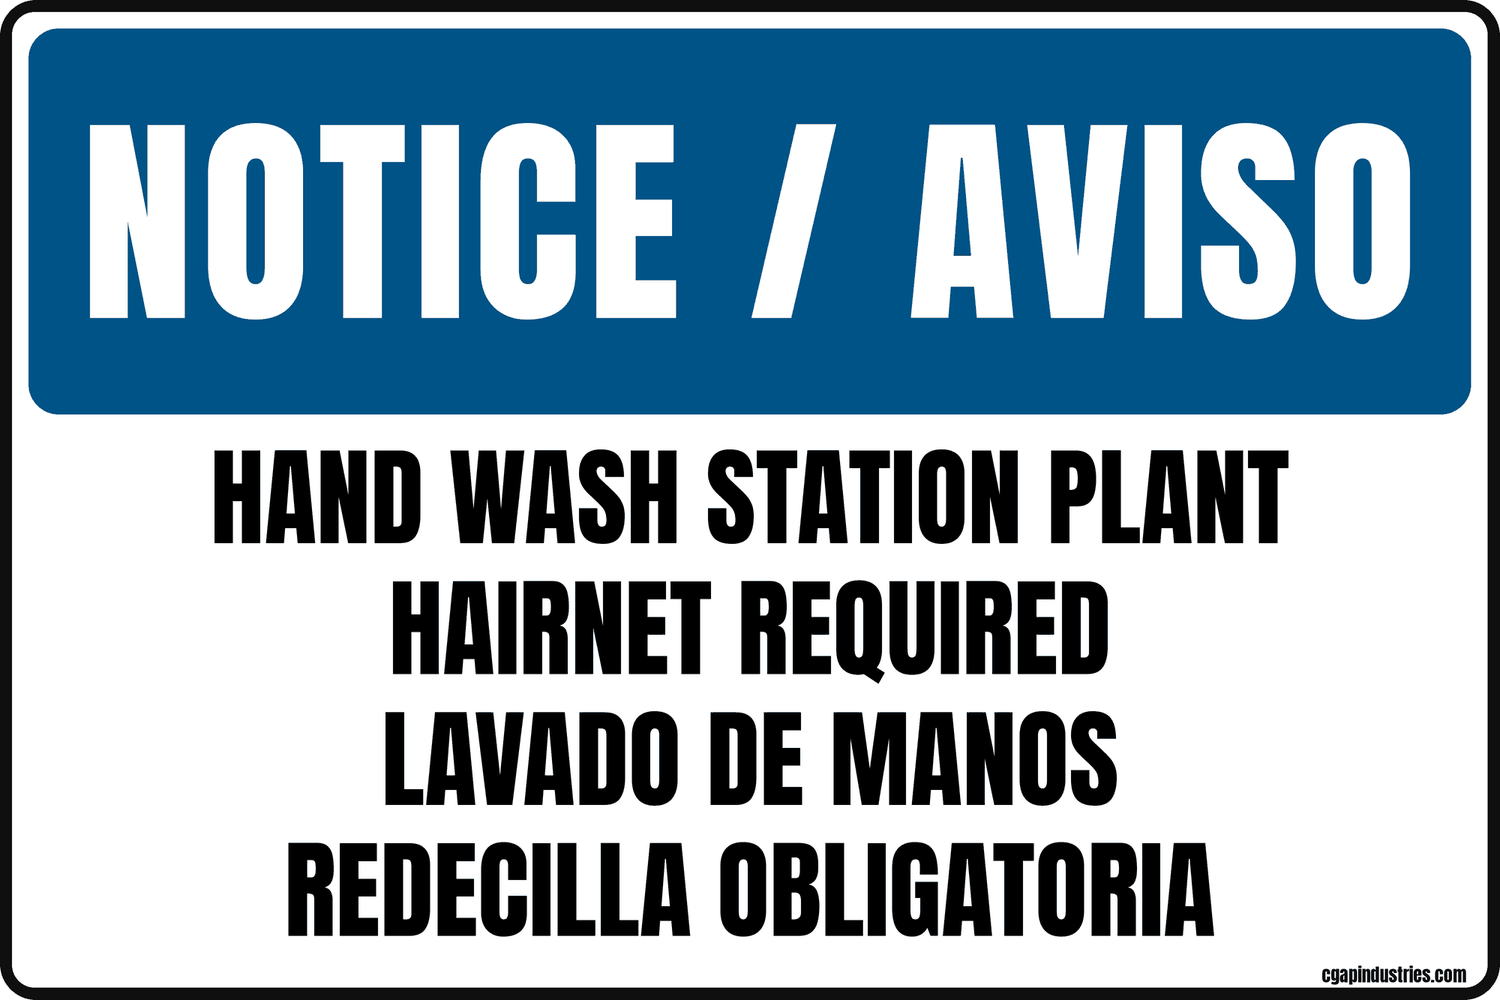 NOTICE / AVISO
HAND WASH STATION PLANT
HAIRNET REQUIRED
LAVADO DE MANOS
REDECILLA OBLIGATORIA
cgapindustries.com